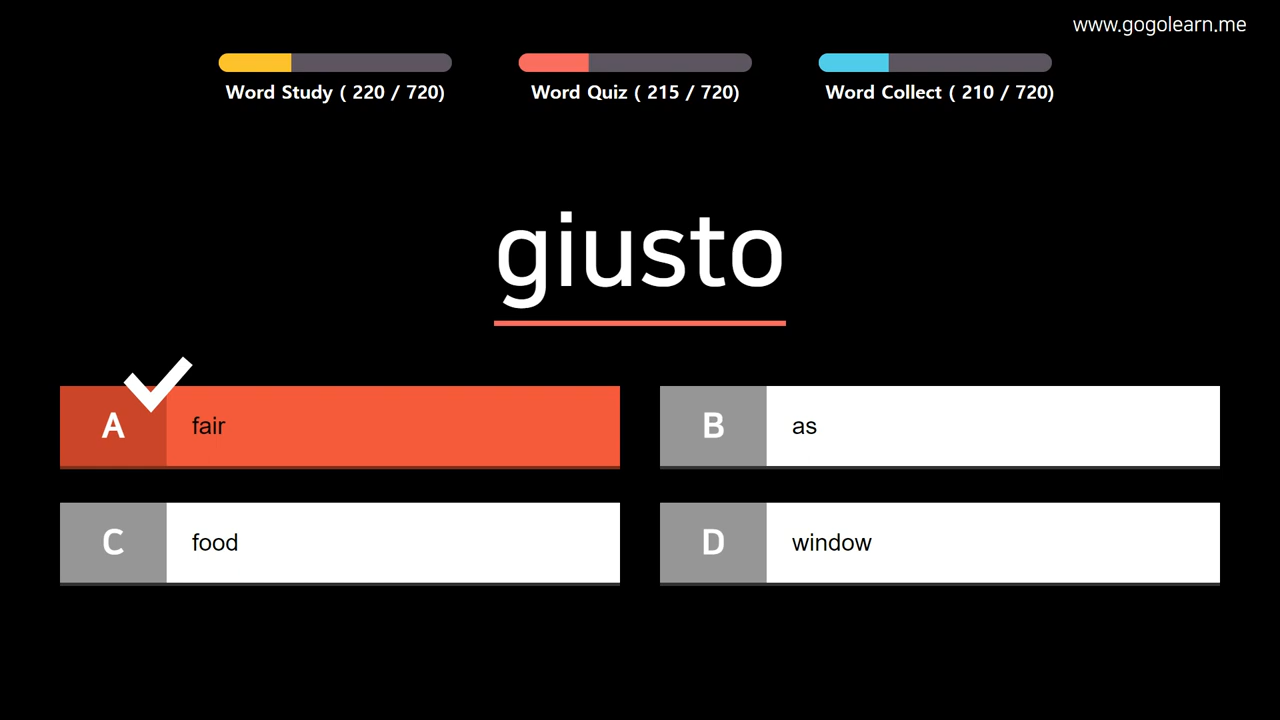 www.gogolearn.me
Word Study ( 220 / 720)
Word Quiz ( 215 / 720)
Word Collect ( 210 / 720)
giusto
A fair
B as
C food
D window